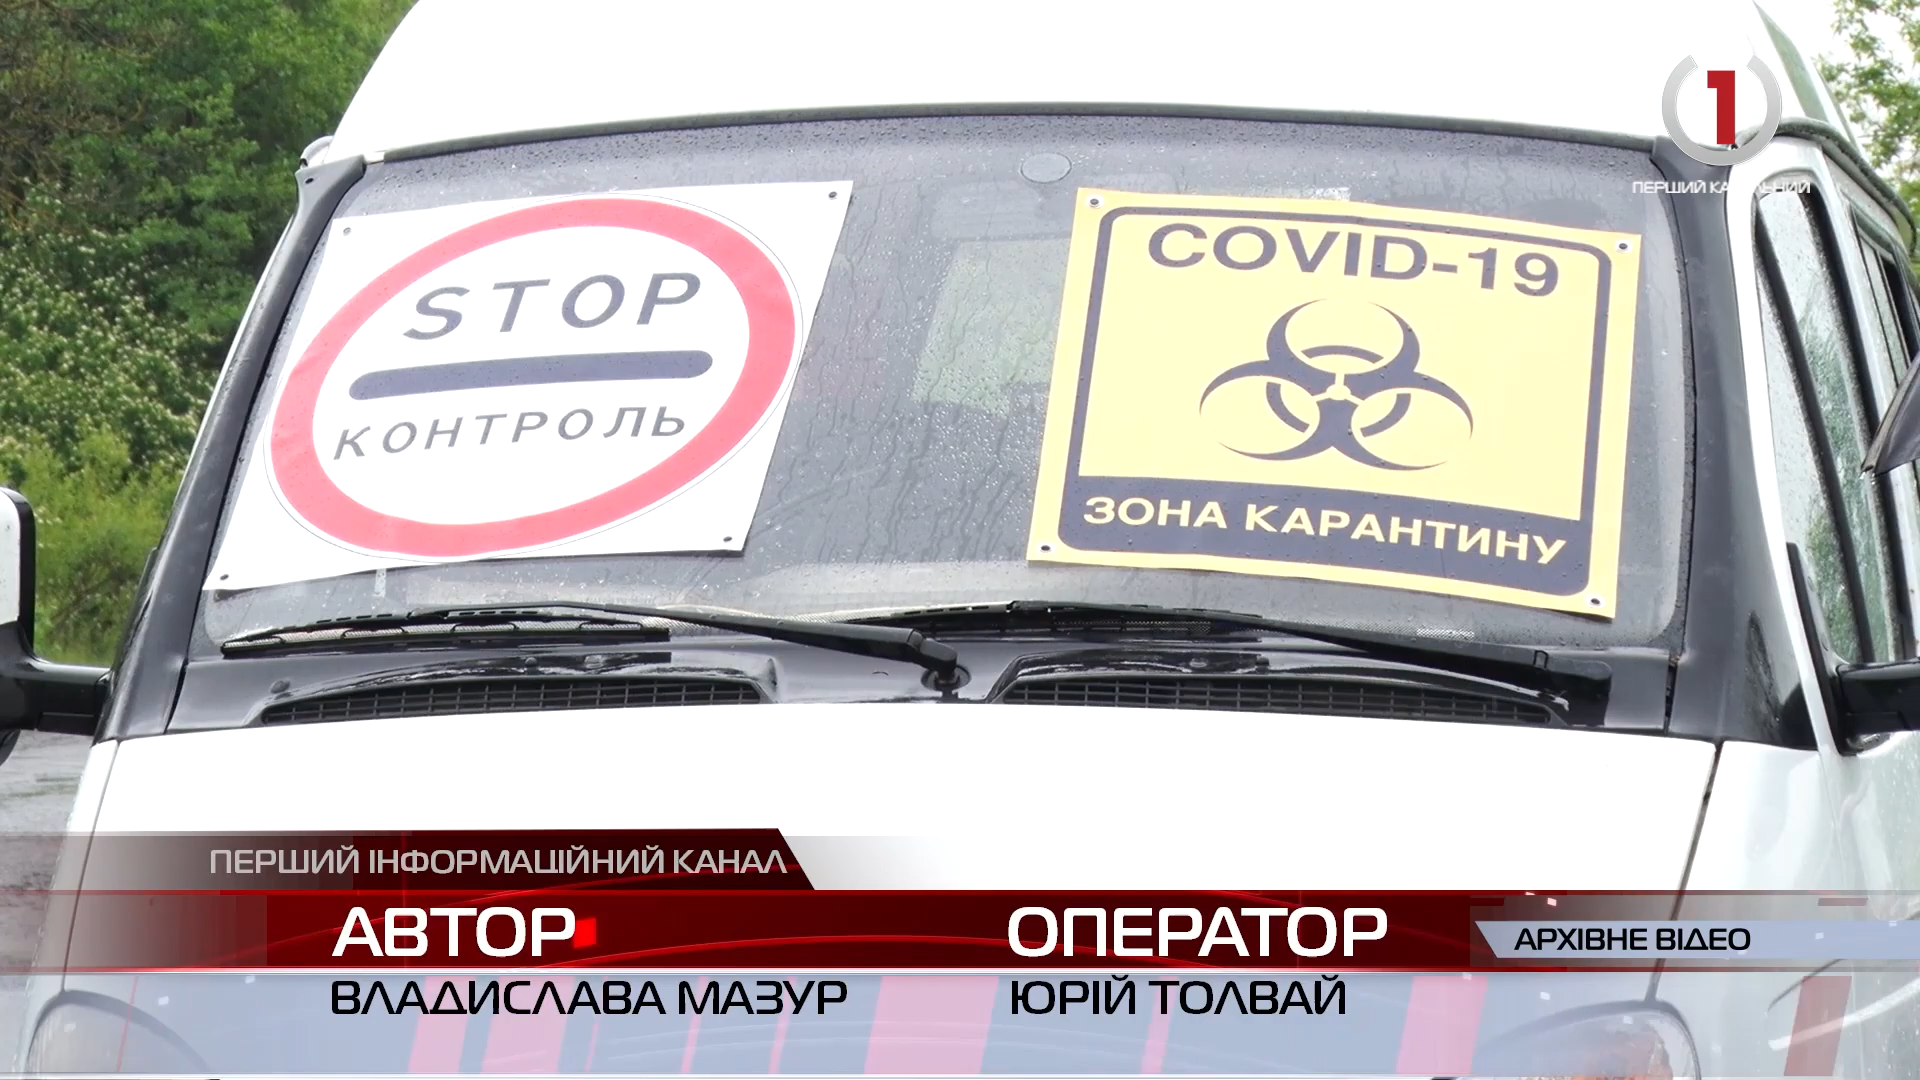 1
ПЕРШИЙ КАНАЛЬНИЙ
STOP
КОНТРОЛЬ
COVID-19
ЗОНА КАРАНТИНУ
ПЕРШИЙ ІНФОРМАЦІЙНИЙ КАНАЛ
АВТОР
ОПЕРАТОР
АРХІВНЕ ВІДЕО
ВЛАДИСЛАВА МАЗУР
ЮРІЙ ТОЛВАЙ